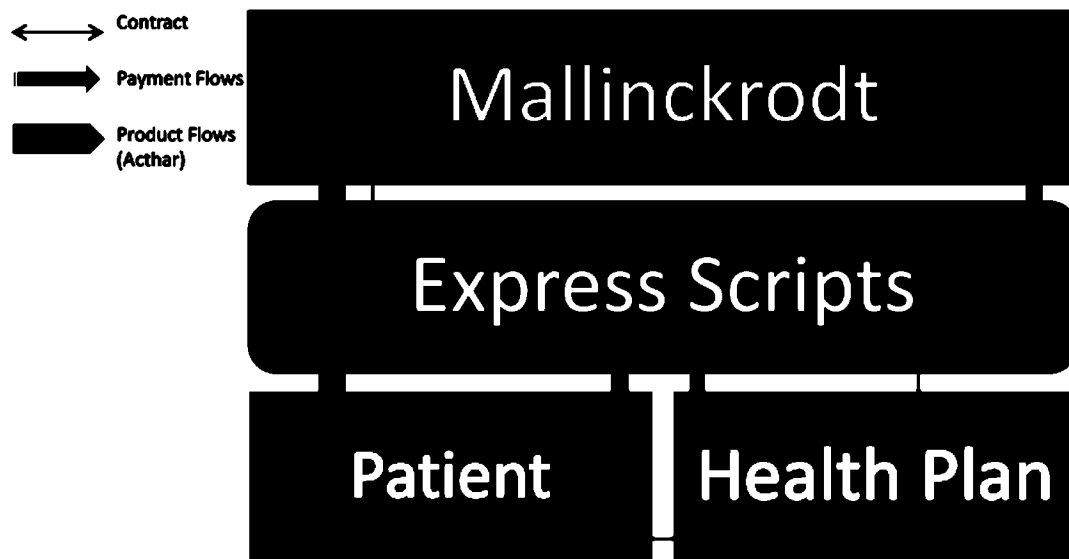 Contract
Payment Flows
Product Flows
(Acthar)
Mallinckrodt
Express Scripts
Patient
Health Plan